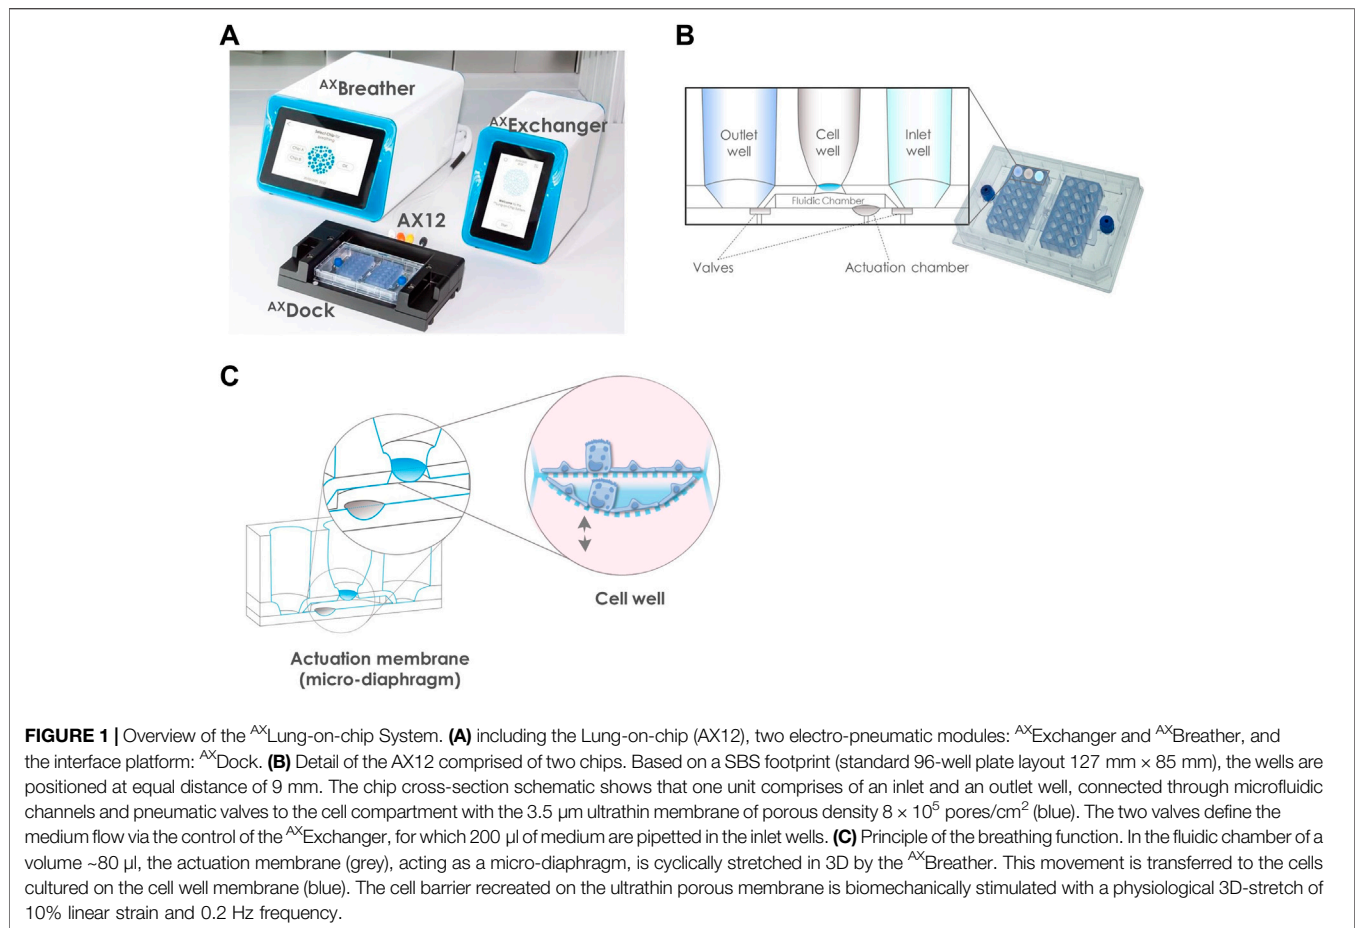 A
AXBreather
AXExchanger
AX12
AXDock
B
Outlet well
Cell well
Inlet well
Fluidic Chamber
Valves
Actuation chamber
C
Cell well
Actuation membrane
(micro-diaphragm)
FIGURE 1 | Overview of the AXLung-on-chip System. (A) including the Lung-on-chip (AX12), two electro-pneumatic modules: AXExchanger and AXBreather, and
the interface platform: AXDock. (B) Detail of the AX12 comprised of two chips. Based on a SBS footprint (standard 96-well plate layout 127 mm × 85 mm), the wells are
positioned at equal distance of 9 mm. The chip cross-section schematic shows that one unit comprises of an inlet and an outlet well, connected through microfluidic
channels and pneumatic valves to the cell compartment with the 3.5 μm ultrathin membrane of porous density 8 × 10⁵ pores/cm² (blue). The two valves define the
medium flow via the control of the AXExchanger, for which 200 μl of medium are pipetted in the inlet wells. (C) Principle of the breathing function. In the fluidic chamber of a
volume ~80 μl, the actuation membrane (grey), acting as a micro-diaphragm, is cyclically stretched in 3D by the AXBreather. This movement is transferred to the cells
cultured on the cell well membrane (blue). The cell barrier recreated on the ultrathin porous membrane is biomechanically stimulated with a physiological 3D-stretch of
10% linear strain and 0.2 Hz frequency.